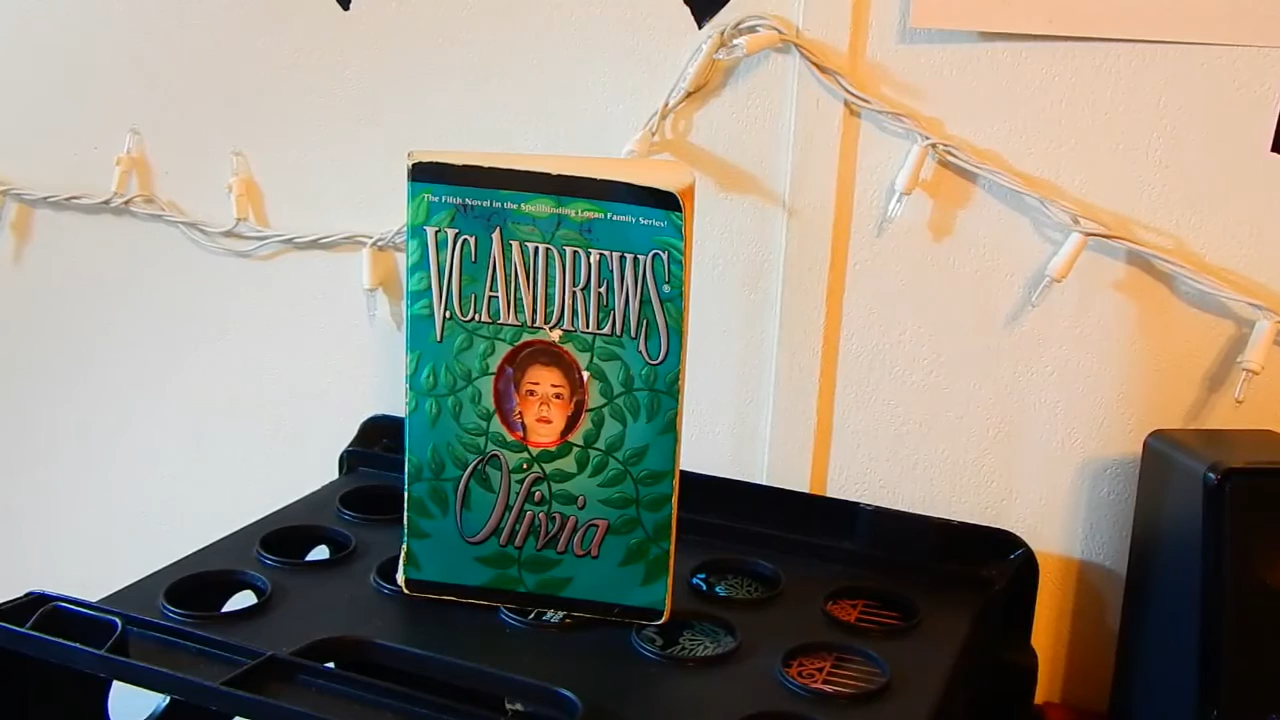 The Fifth Novel in the Spellbinding Logan Family Series!
V.C. ANDREWS®
Olivia